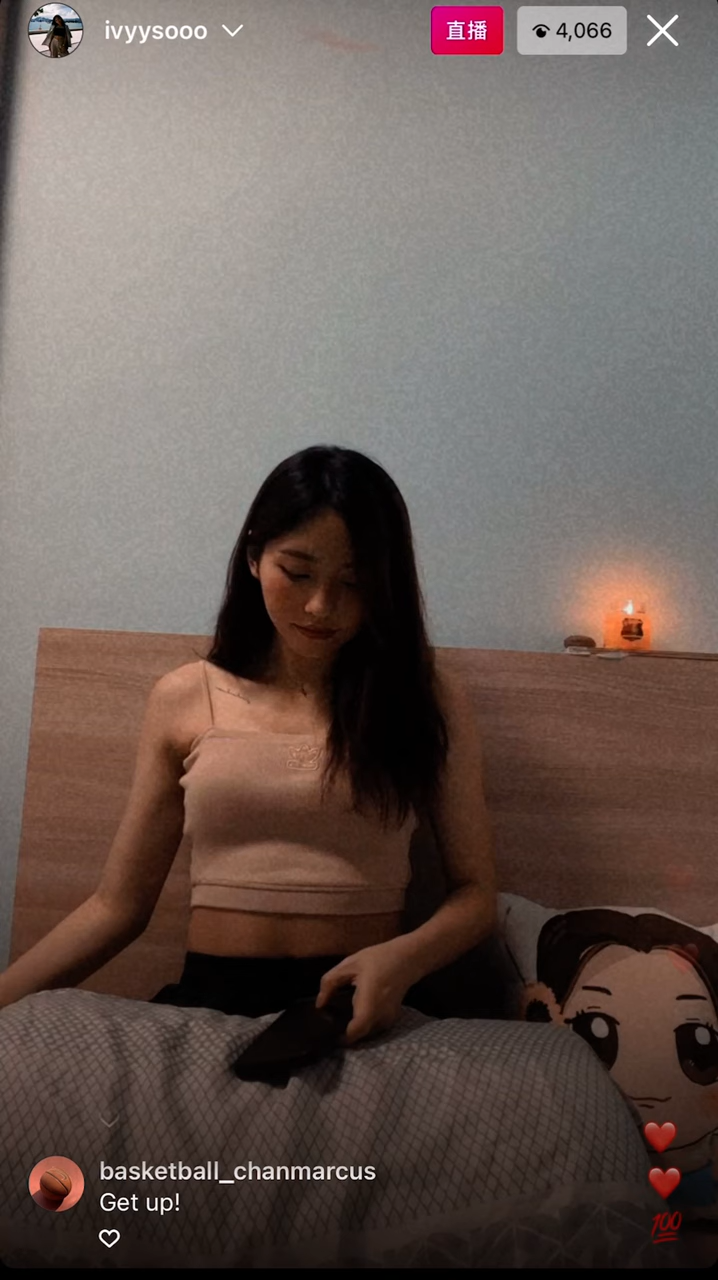 ivyysooo
直播
4,066
basketball_chanmarcus
Get up!
💯